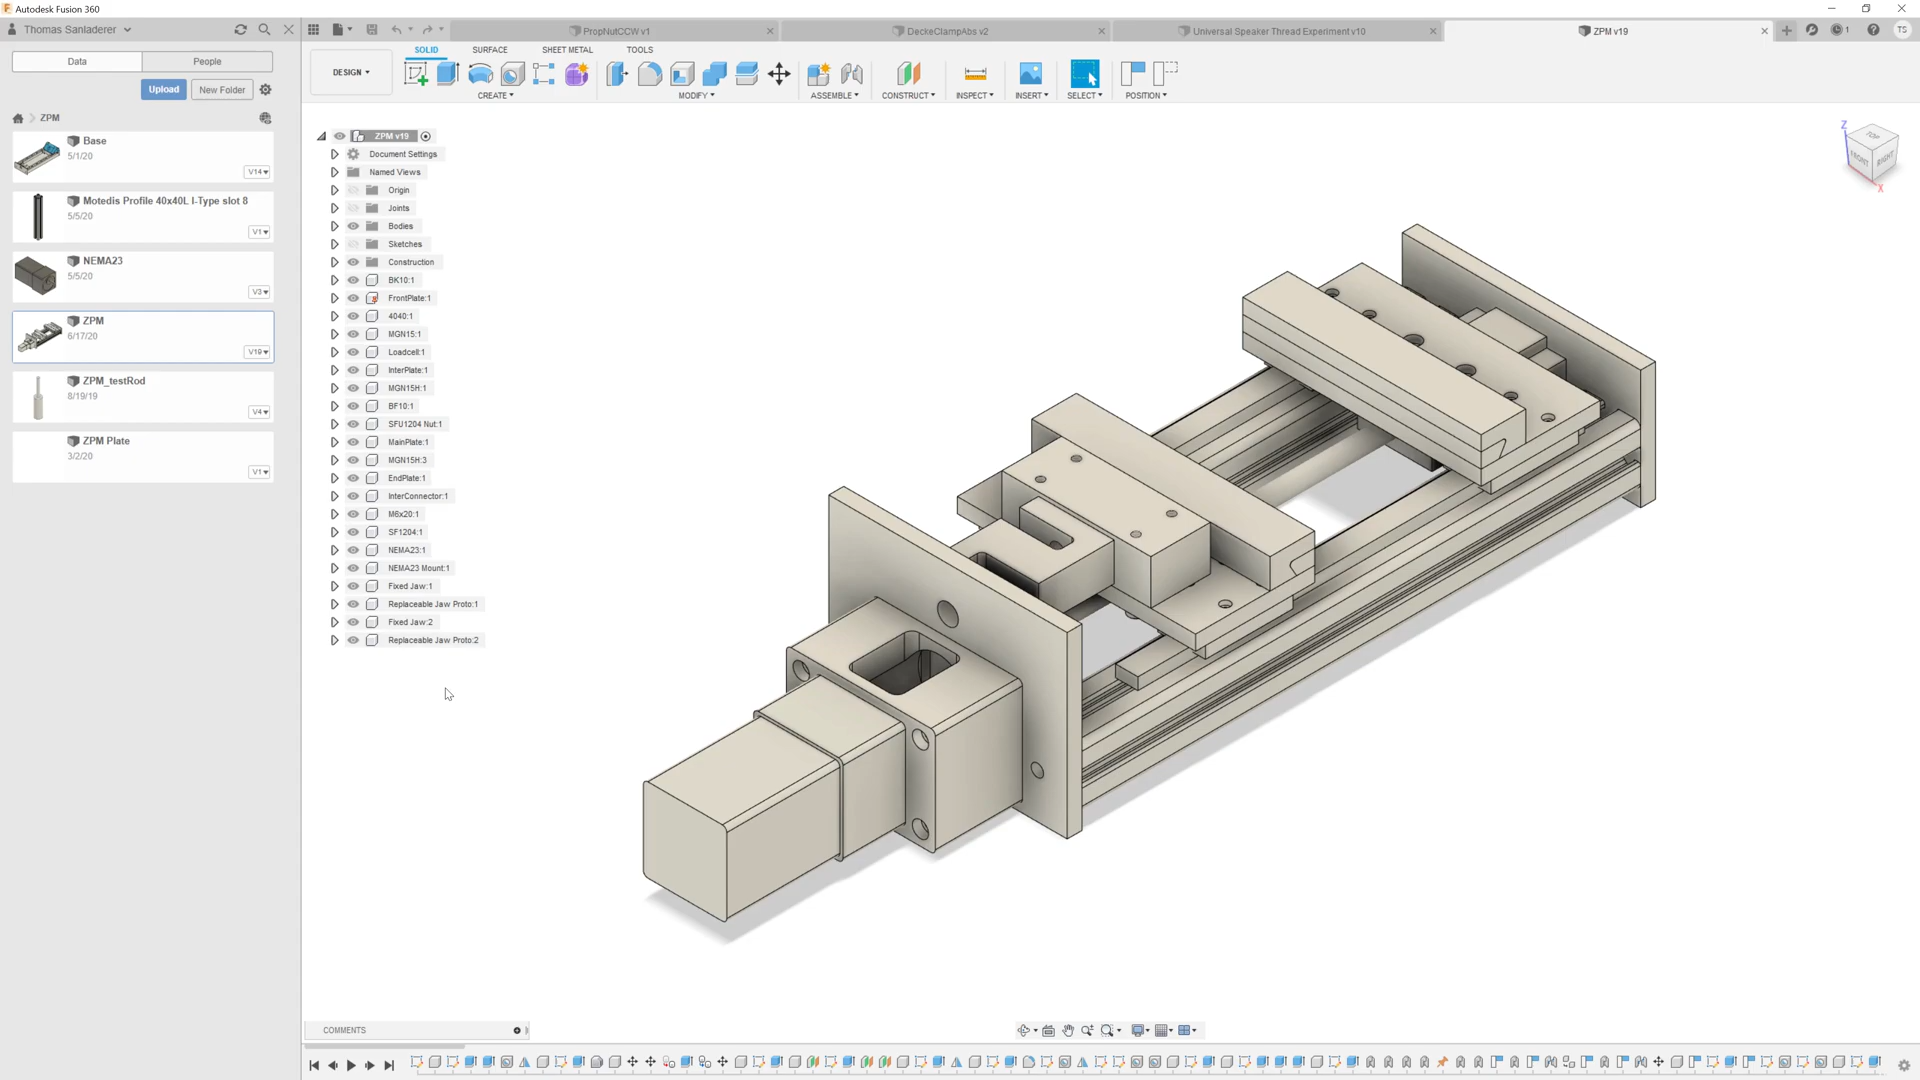 Autodesk Fusion 360
Thomas Sanladerer
PropNutCCW v1
DeckeClampAbs v2
Universal Speaker Thread Experiment v10
ZPM v19
1
TS
Data
People
Upload
New Folder
DESIGN
SOLID
SURFACE
SHEET METAL
TOOLS
CREATE
MODIFY
ASSEMBLE
CONSTRUCT
INSPECT
INSERT
SELECT
POSITION
ZPM
Base
5/1/20
V14
Motedis Profile 40x40L I-Type slot 8
5/5/20
V1
NEMA23
5/5/20
V3
ZPM
6/17/20
V19
ZPM_testRod
8/19/19
V4
ZPM Plate
3/2/20
V1
ZPM v19
Document Settings
Named Views
Origin
Joints
Bodies
Sketches
Construction
BK10:1
FrontPlate:1
4040:1
MGN15:1
Loadcell:1
InterPlate:1
MGN15H:1
BF10:1
SFU1204 Nut:1
MainPlate:1
MGN15H:3
EndPlate:1
InterConnector:1
M6x20:1
SF1204:1
NEMA23:1
NEMA23 Mount:1
Fixed Jaw:1
Replaceable Jaw Proto:1
Fixed Jaw:2
Replaceable Jaw Proto:2
Z
TOP
FRONT
RIGHT
X
COMMENTS